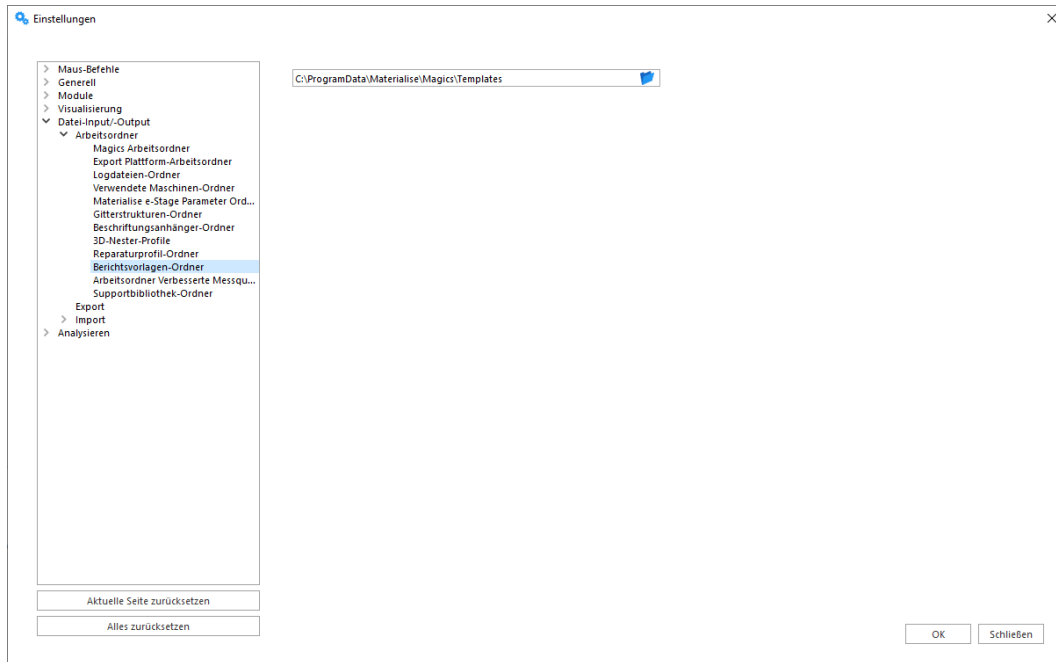 Einstellungen
Maus-Befehle
Generell
Module
Visualisierung
Datei-Input/-Output
Arbeitsordner
Magics Arbeitsordner
Export Plattform-Arbeitsordner
Logdateien-Ordner
Verwendete Maschinen-Ordner
Materialise e-Stage Parameter Ord...
Gitterstrukturen-Ordner
Beschriftungsanhänger-Ordner
3D-Nester-Profile
Reparaturprofil-Ordner
Berichtsvorlagen-Ordner
Arbeitsordner Verbesserte Messqu...
Supportbibliothek-Ordner
Export
Import
Analysieren
C:\ProgramData\Materialise\Magics\Templates
Aktuelle Seite zurücksetzen
Alles zurücksetzen
OK
Schließen